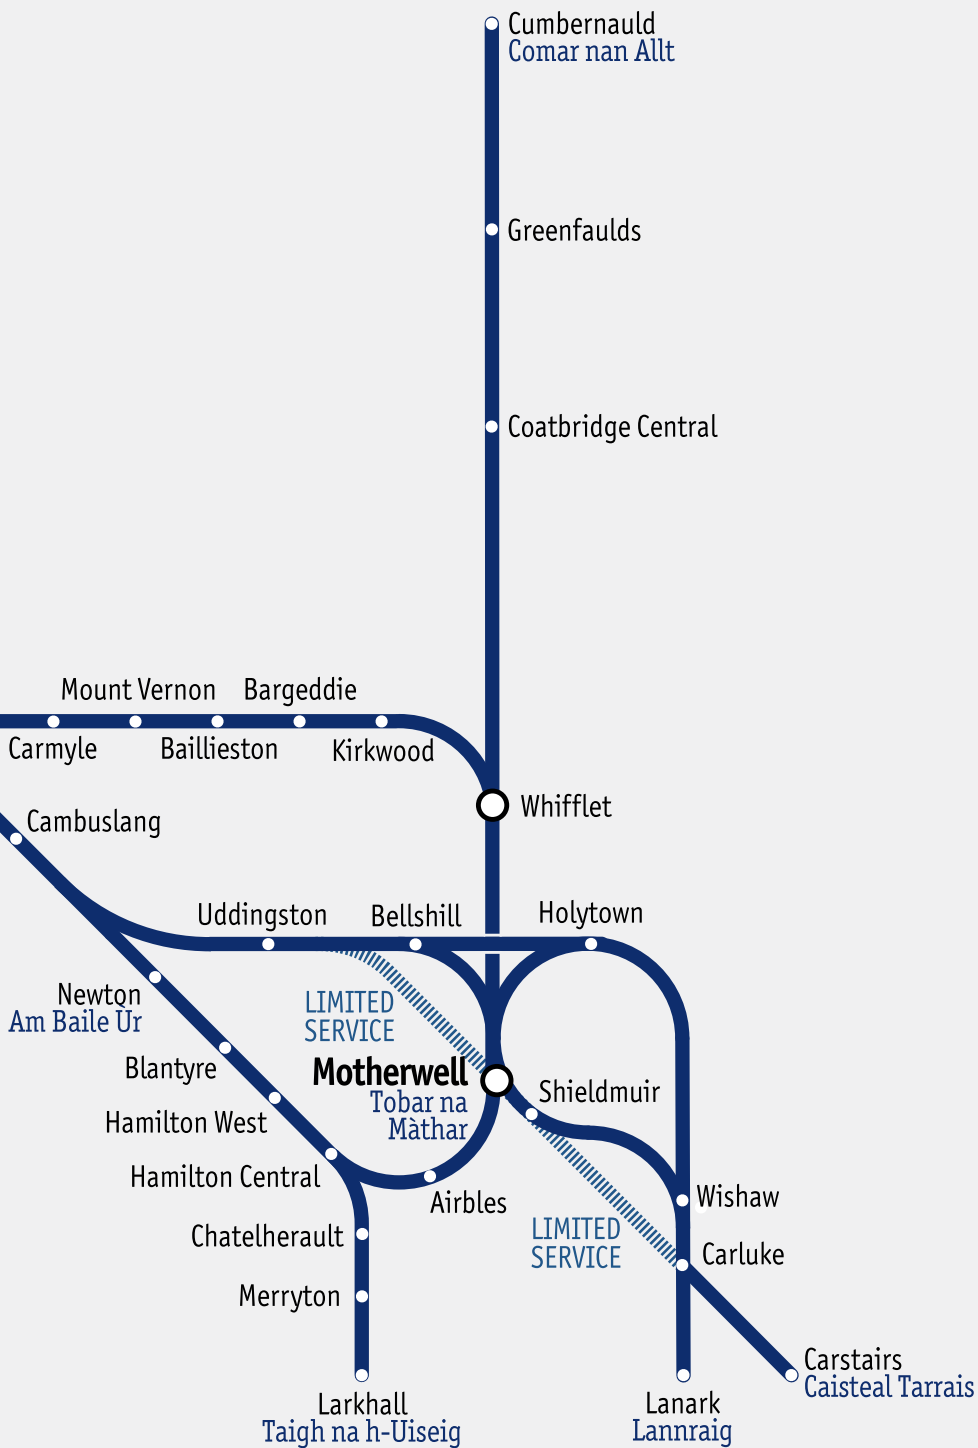 Cumbernauld
Comar nan Allt
Greenfaulds
Coatbridge Central
Mount Vernon
Bargeddie
Carmyle
Baillieston
Kirkwood
Whifflet
Cambuslang
Uddingston
Bellshill
Holytown
Newton
Am Baile Ùr
LIMITED
SERVICE
Blantyre
Motherwell
Tobar na
Màthar
Shieldmuir
Hamilton West
Hamilton Central
Airbles
Wishaw
Chatelherault
LIMITED
SERVICE
Carluke
Merryton
Carstairs
Caisteal Tarrais
Larkhall
Taigh na h-Uiseig
Lanark
Lannraig